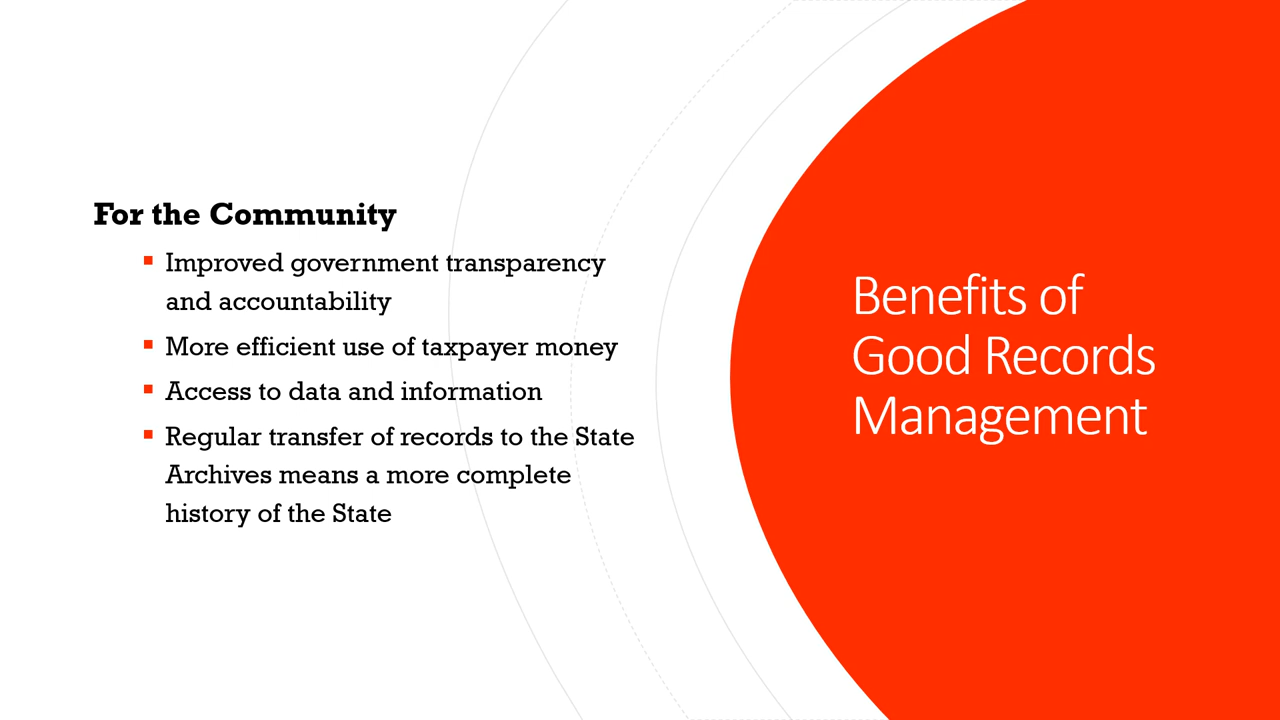 For the Community
▪ Improved government transparency
and accountability
▪ More efficient use of taxpayer money
▪ Access to data and information
▪ Regular transfer of records to the State
Archives means a more complete
history of the State
Benefits of
Good Records
Management